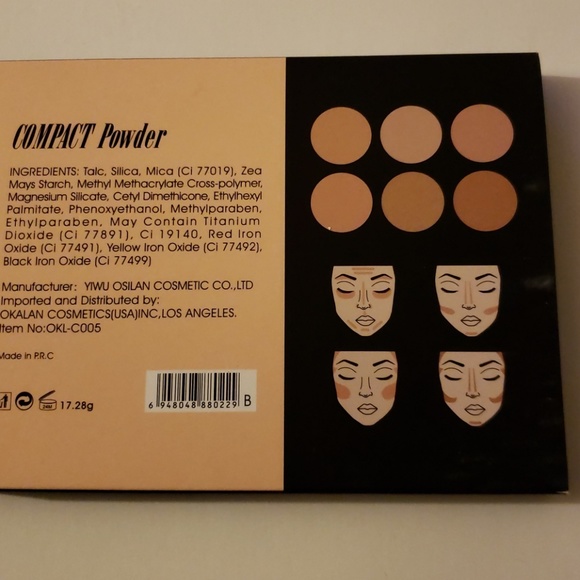 COMPACT Powder
INGREDIENTS: Talc, Silica, Mica (Ci 77019), Zea
Mays Starch, Methyl Methacrylate Cross-polymer,
Magnesium Silicate, Cetyl Dimethicone, Ethylhexyl
Palmitate, Phenoxyethanol, Methylparaben,
Ethylparaben, May Contain Titanium
Dioxide (Ci 77891), Ci 19140, Red Iron
Oxide (Ci 77491), Yellow Iron Oxide (Ci 77492),
Black Iron Oxide (Ci 77499)
Manufacturer: YIWU OSILAN COSMETIC CO.,LTD
Imported and Distributed by:
OKALAN COSMETICS(USA)INC,LOS ANGELES.
Item No:OKL-C005
Made in P.R.C
24M 17.28g
6 948048 880229 B